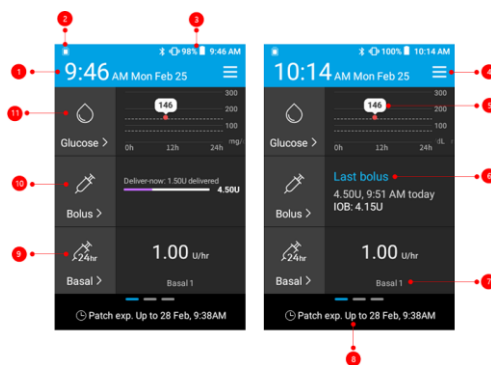 2
3
98% 9:46 AM
1
9:46 AM Mon Feb 25
11
300
200
100
146
mg/
0h 12h 24h
Glucose >
10
Deliver-now: 1.50U delivered
4.50U
Bolus >
9
24hr
1.00 U/hr
Basal >
Basal 1
Patch exp. Up to 28 Feb, 9:38AM
100% 10:14 AM
10:14 AM Mon Feb 25
4
300
200
100
146
5
/dL
0h 12h 24h
Glucose >
Last bolus
6
4.50U, 9:51 AM today
IOB: 4.15U
Bolus >
24hr
1.00 U/hr
Basal >
Basal 1
7
Patch exp. Up to 28 Feb, 9:38AM
8